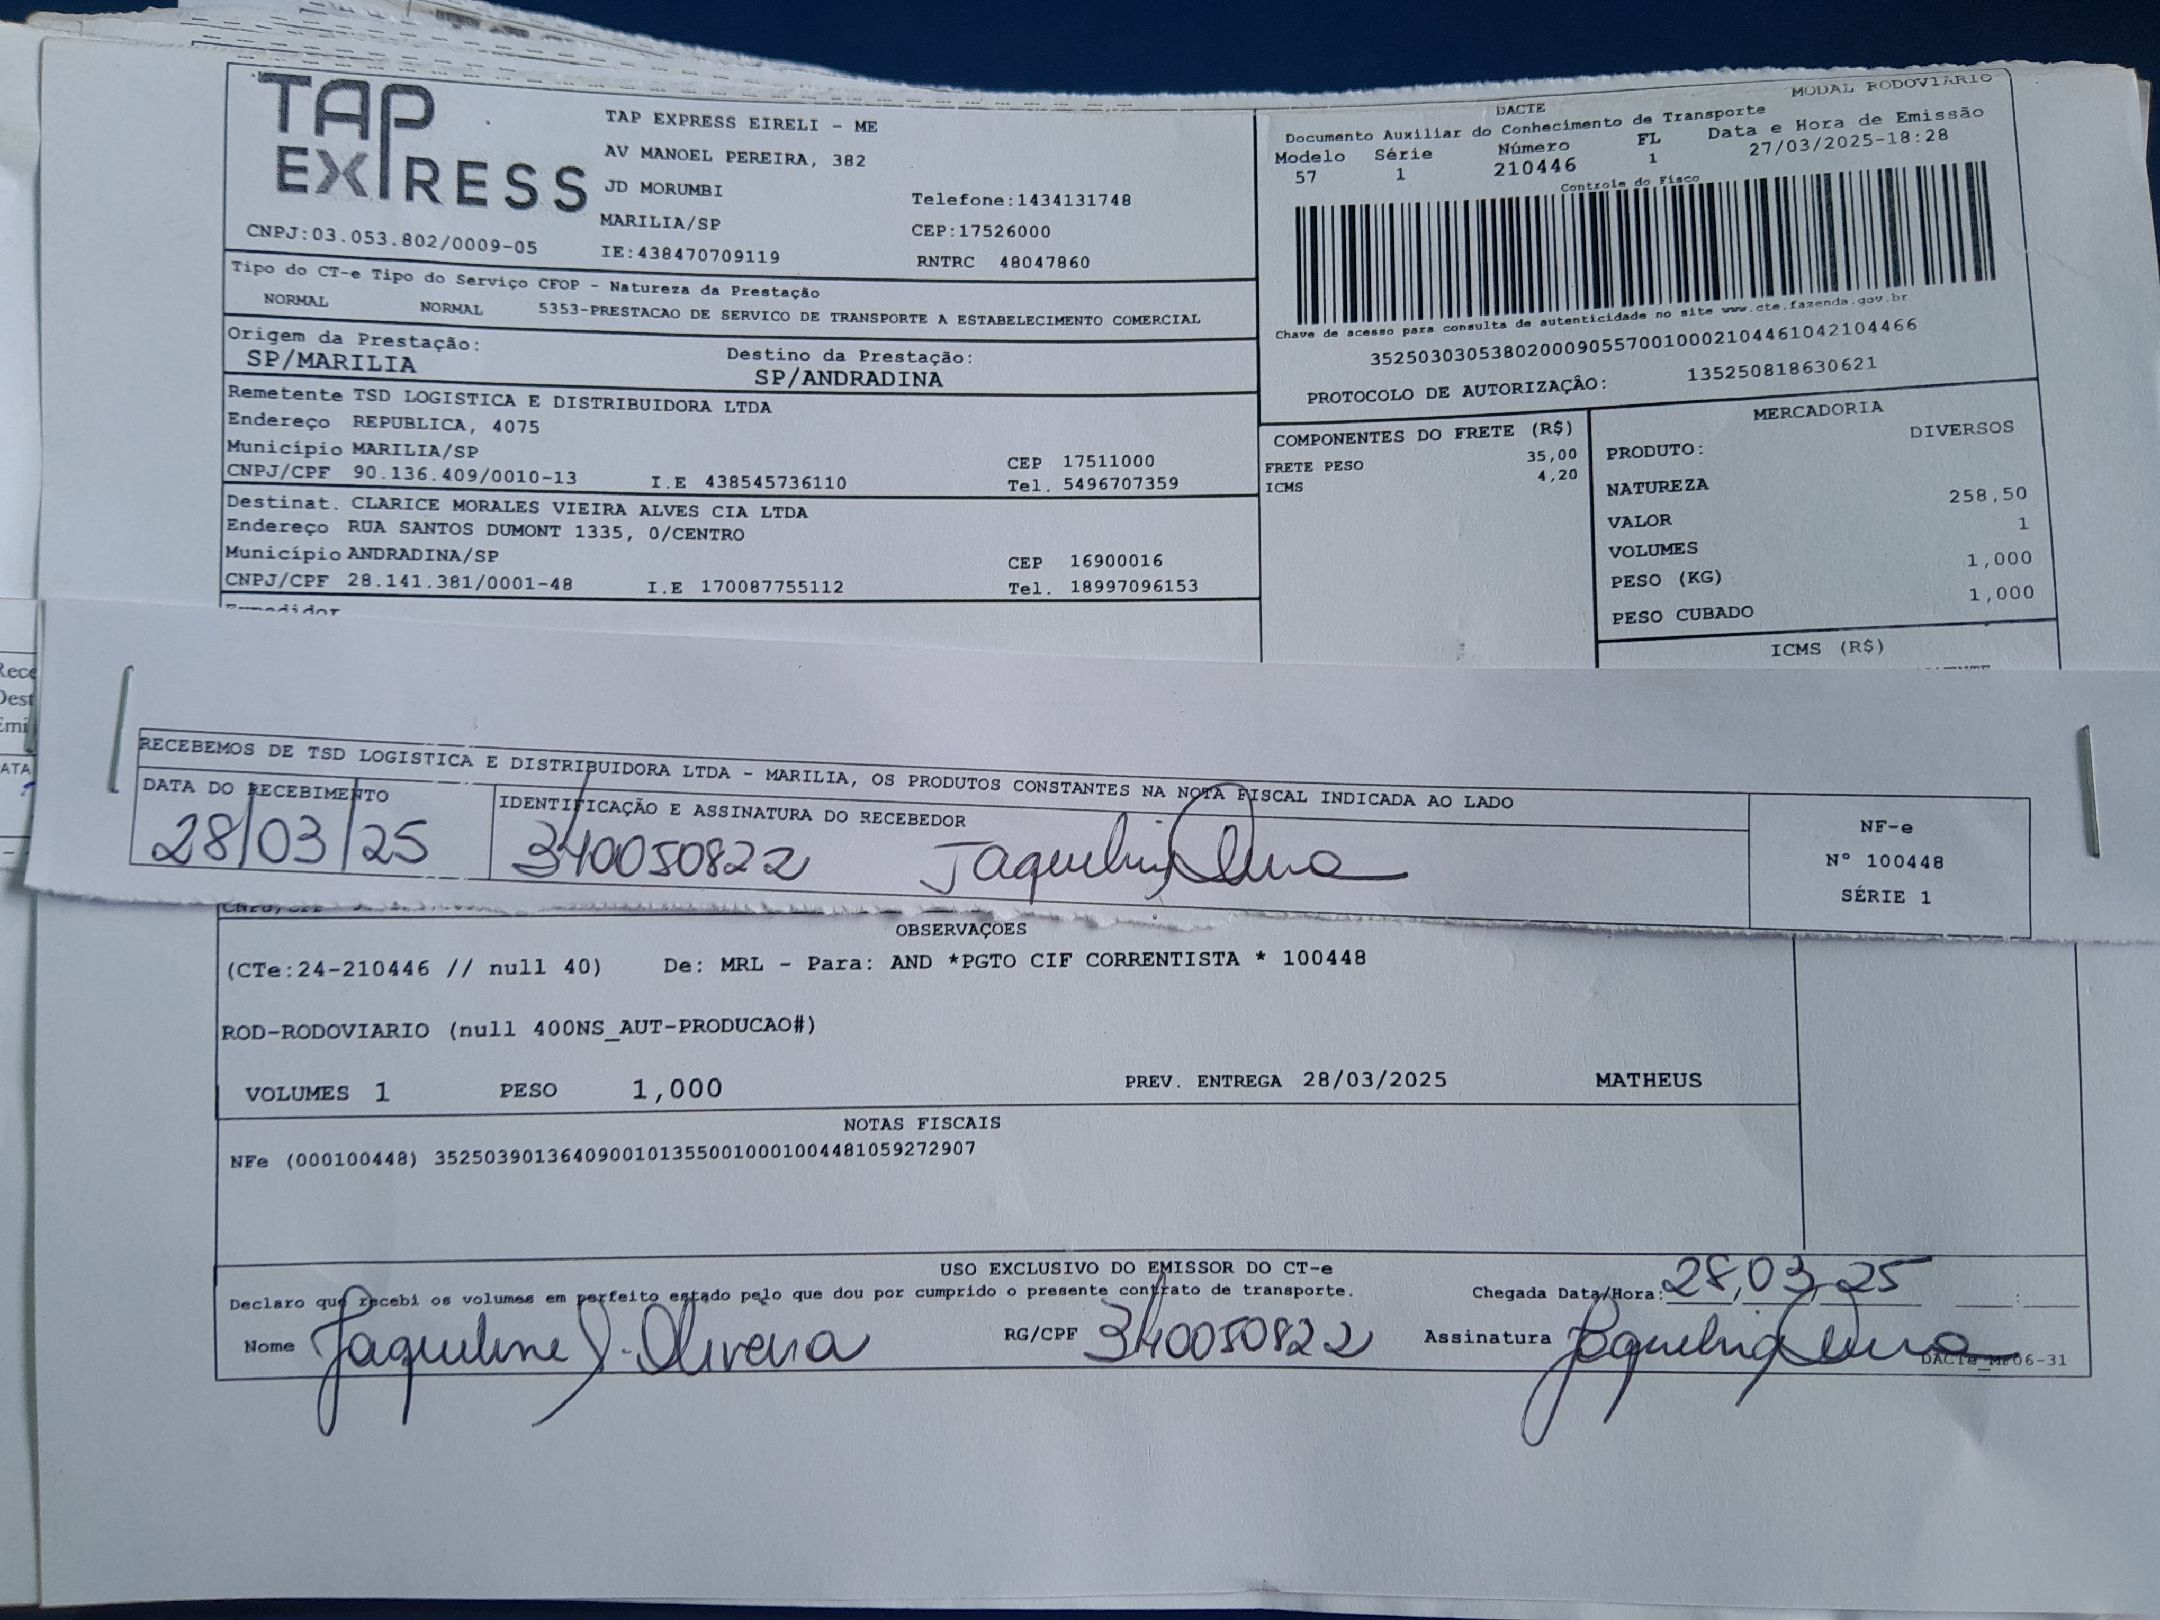 TAP
EXPRESS
TAP EXPRESS EIRELI - ME
AV MANOEL PEREIRA, 382
JD MORUMBI
Telefone:1434131748
MARILIA/SP
CEP:17526000
CNPJ:03.053.802/0009-05
IE:438470709119
RNTRC 48047860
MODAL RODOVIÁRIO
DACTE
Documento Auxiliar do Conhecimento de Transporte
Modelo Série Número FL Data e Hora de Emissão
57 1 210446 1 27/03/2025-18:28
Controle do Fisco
Chave de acesso para consulta de autenticidade no site www.cte.fazenda.gov.br
35250303053802000905570010002104461042104466
PROTOCOLO DE AUTORIZAÇÃO: 135250818630621
Tipo do CT-e Tipo do Serviço CFOP - Natureza da Prestação
NORMAL NORMAL 5353-PRESTACAO DE SERVICO DE TRANSPORTE A ESTABELECIMENTO COMERCIAL
Origem da Prestação: Destino da Prestação:
SP/MARILIA SP/ANDRADINA
Remetente TSD LOGISTICA E DISTRIBUIDORA LTDA
Endereço REPUBLICA, 4075
Município MARILIA/SP CEP 17511000
CNPJ/CPF 90.136.409/0010-13 I.E 438545736110 Tel. 5496707359
Destinat. CLARICE MORALES VIEIRA ALVES CIA LTDA
Endereço RUA SANTOS DUMONT 1335, 0/CENTRO
Município ANDRADINA/SP CEP 16900016
CNPJ/CPF 28.141.381/0001-48 I.E 170087755112 Tel. 18997096153
Expedidor
COMPONENTES DO FRETE (R$)
FRETE PESO 35,00
ICMS 4,20
MERCADORIA
PRODUTO: DIVERSOS
NATUREZA
VALOR 258,50
VOLUMES 1
PESO (KG) 1,000
PESO CUBADO 1,000
ICMS (R$)
RECEBEMOS DE TSD LOGISTICA E DISTRIBUIDORA LTDA - MARILIA, OS PRODUTOS CONSTANTES NA NOTA FISCAL INDICADA AO LADO
DATA DO RECEBIMENTO
28/03/25
IDENTIFICAÇÃO E ASSINATURA DO RECEBEDOR
340050822 Jaqueline Oliveira
NF-e
Nº 100448
SÉRIE 1
OBSERVAÇOES
(CTe:24-210446 // null 40) De: MRL - Para: AND *PGTO CIF CORRENTISTA * 100448
ROD-RODOVIARIO (null 400NS_AUT-PRODUCAO#)
VOLUMES 1 PESO 1,000 PREV. ENTREGA 28/03/2025 MATHEUS
NOTAS FISCAIS
NFe (000100448) 35250390136409001013550010001004481059272907
USO EXCLUSIVO DO EMISSOR DO CT-e
Declaro que recebi os volumes em perfeito estado pelo que dou por cumprido o presente contrato de transporte.
Chegada Data/Hora: 28,03,25 :
Nome Jaqueline S. Oliveira RG/CPF 340050822 Assinatura Jaqueline Oliveira